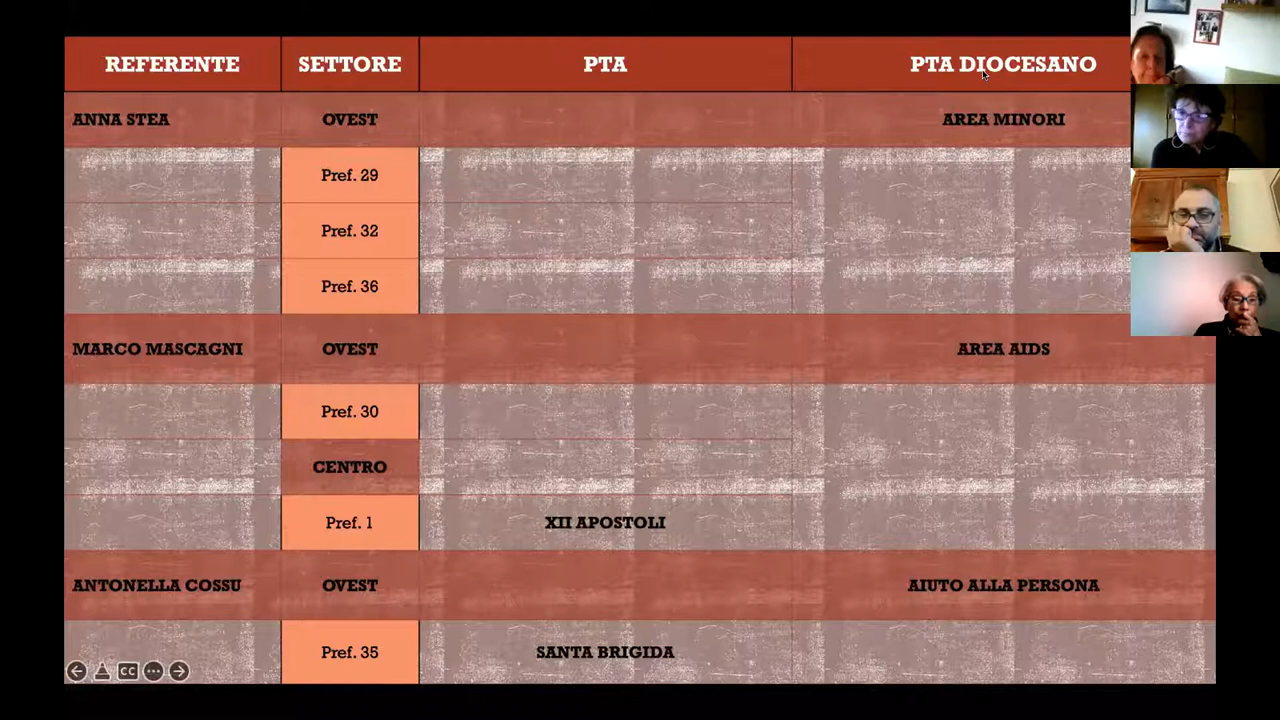 REFERENTE SETTORE PTA PTA DIOCESANO
ANNA STEA OVEST AREA MINORI
Pref. 29
Pref. 32
Pref. 36
MARCO MASCAGNI OVEST AREA AIDS
Pref. 30
CENTRO
Pref. 1 XII APOSTOLI
ANTONELLA COSSU OVEST AIUTO ALLA PERSONA
Pref. 35 SANTA BRIGIDA
CC